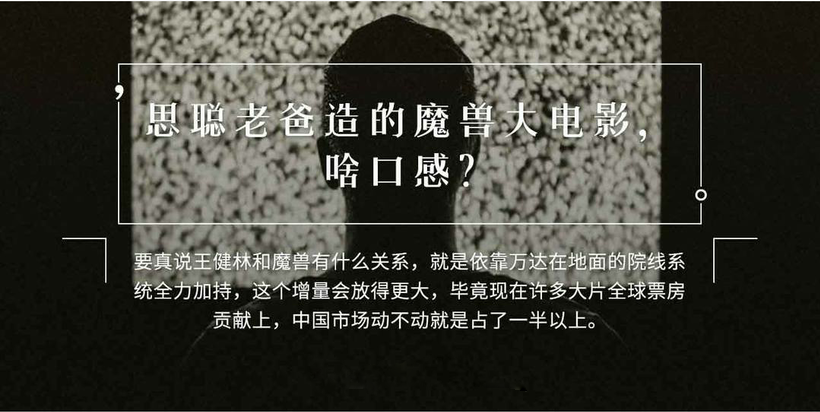 思聪老爸造的魔兽大电影，
啥口感？
要真说王健林和魔兽有什么关系，就是依靠万达在地面的院线系
统全力加持，这个增量会放得更大，毕竟现在许多大片全球票房
贡献上，中国市场动不动就是占了一半以上。